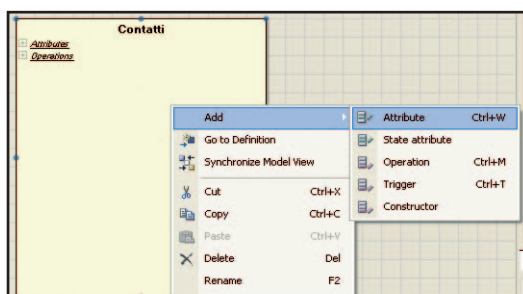 Contatti
Attributes
Operations
Add
Go to Definition
Synchronize Model View
Cut Ctrl+X
Copy Ctrl+C
Paste Ctrl+V
Delete Del
Rename F2
Attribute Ctrl+W
State attribute
Operation Ctrl+M
Trigger Ctrl+T
Constructor